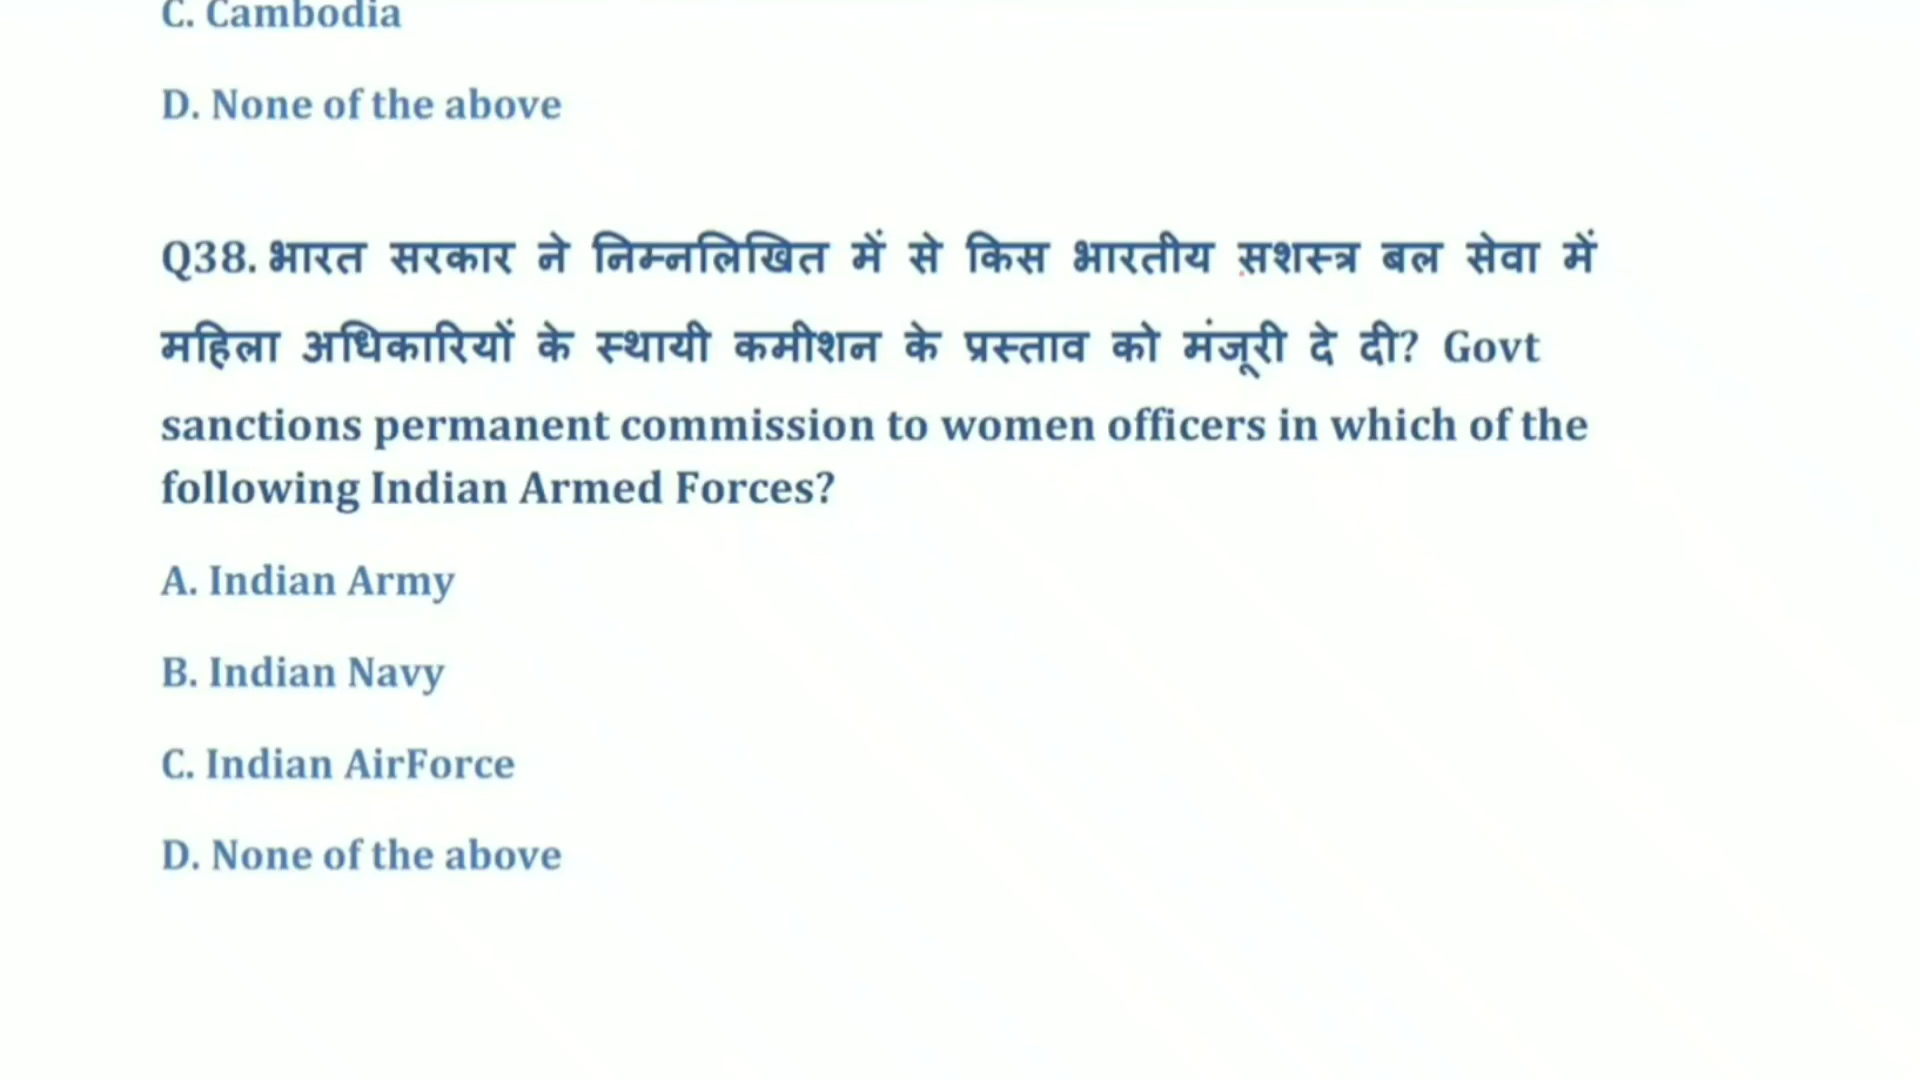 C. Cambodia
D. None of the above
Q38. भारत सरकार ने निम्नलिखित में से किस भारतीय सशस्त्र बल सेवा में
महिला अधिकारियों के स्थायी कमीशन के प्रस्ताव को मंजूरी दे दी? Govt
sanctions permanent commission to women officers in which of the
following Indian Armed Forces?
A. Indian Army
B. Indian Navy
C. Indian AirForce
D. None of the above